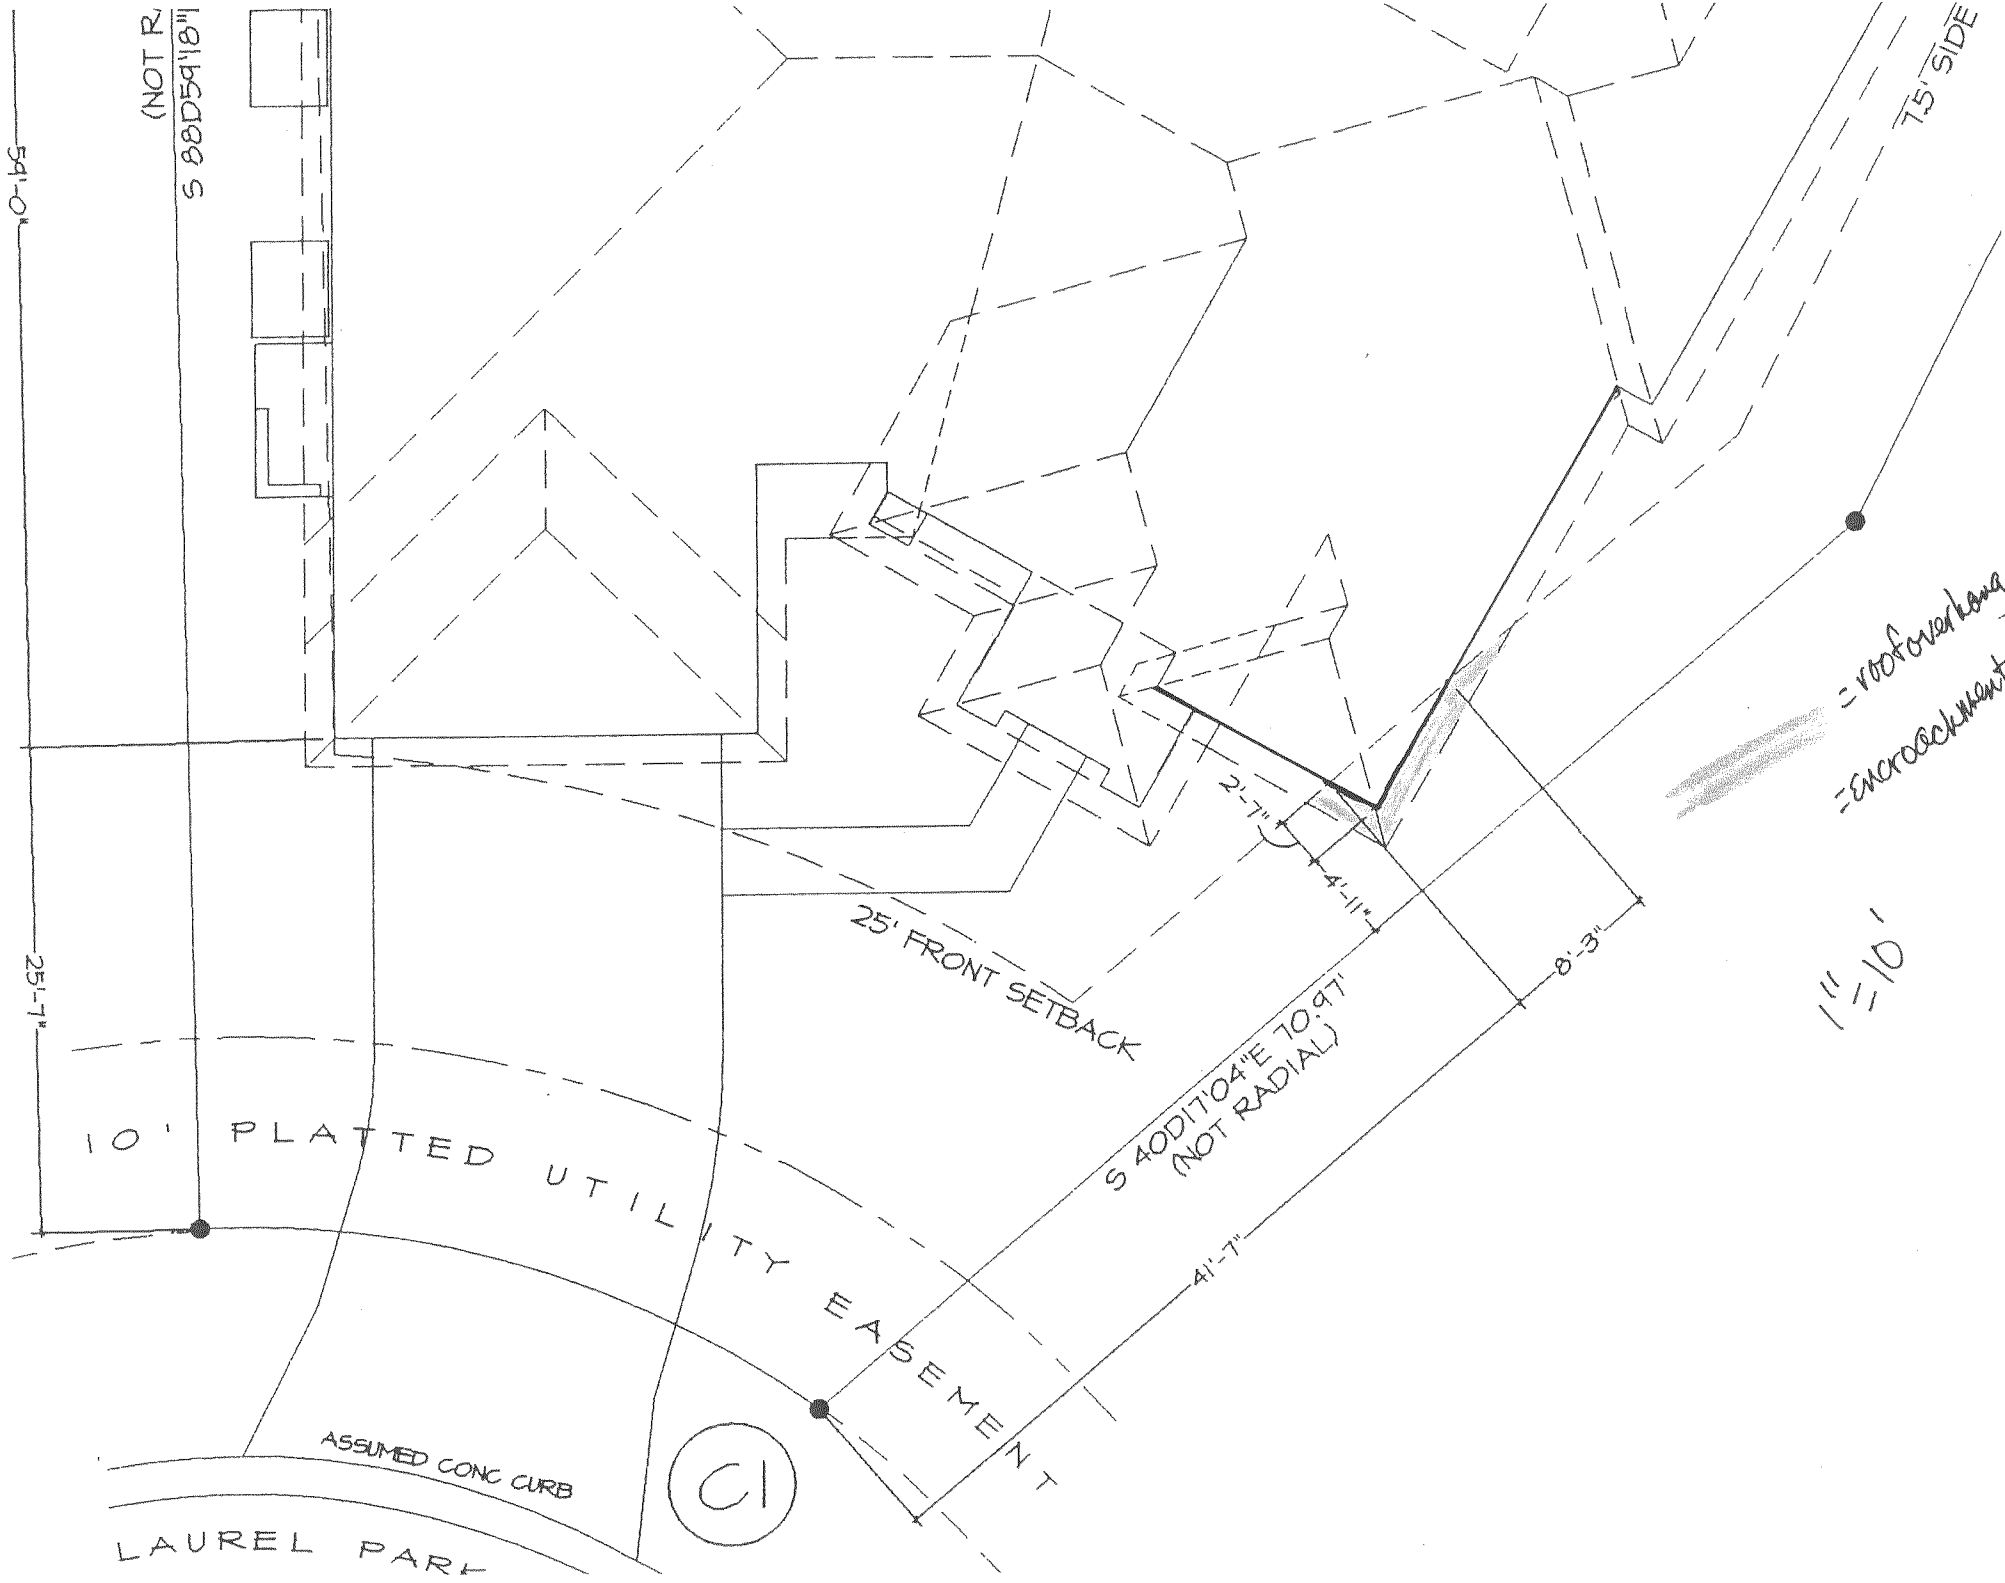 (NOT R
S 88D59'18"
59'-0"
7.5' SIDE
= roof overhang
= encroachment
2'-7"
4'-11"
25' FRONT SETBACK
8'-3"
1" = 10'
25'-7"
S 40D17'04"E 70.97'
(NOT RADIAL)
10' PLATTED UTILITY EASEMENT
41'-7"
ASSUMED CONC CURB
C1
LAUREL PARK